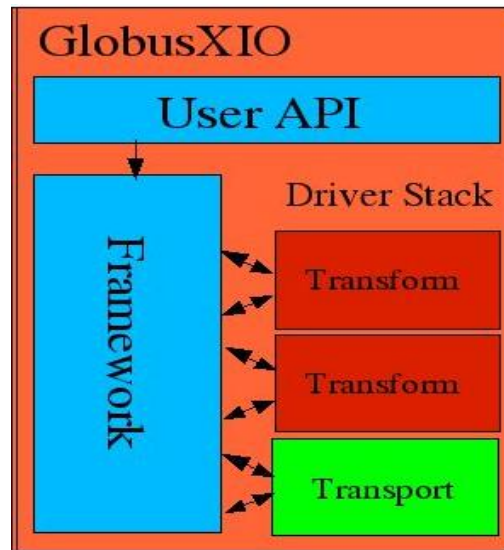 GlobusXIO
User API
Driver Stack
Framework
Transform
Transform
Transport